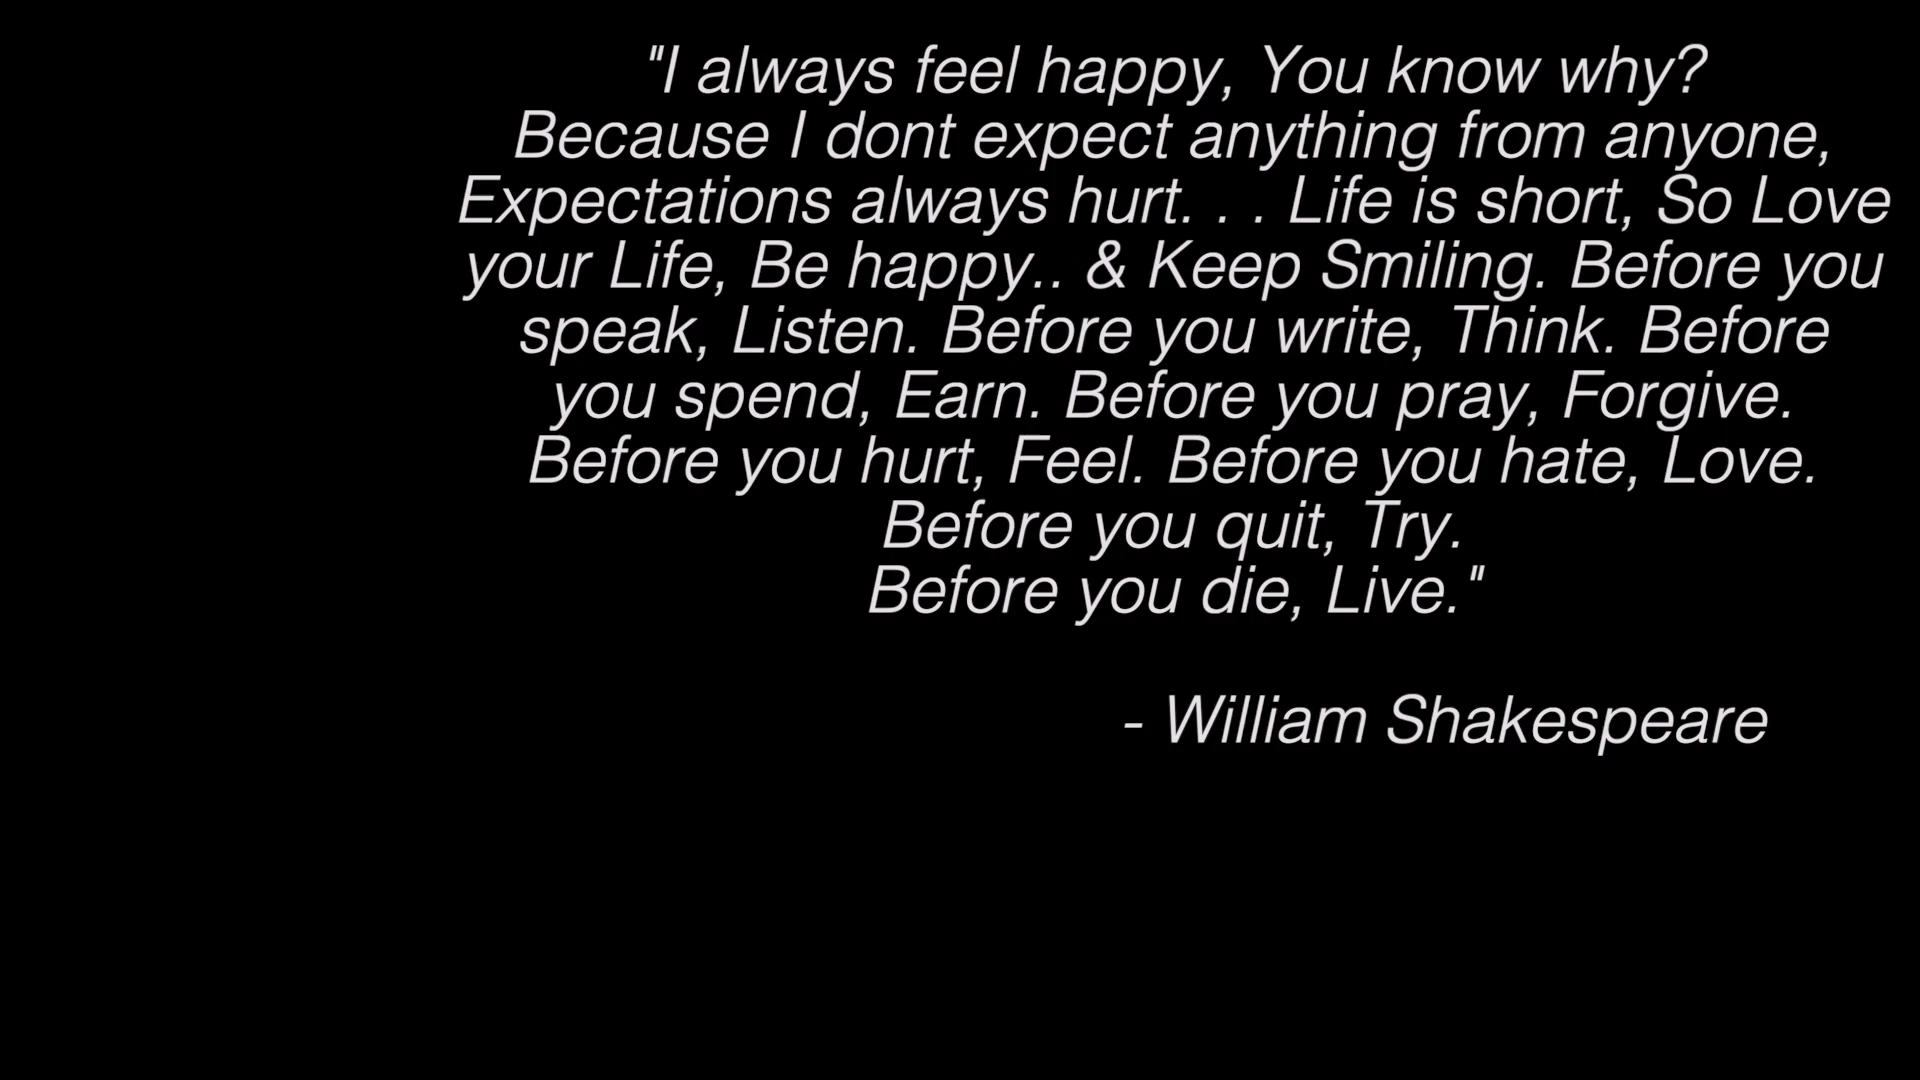 "I always feel happy, You know why?
Because I dont expect anything from anyone,
Expectations always hurt. . . Life is short, So Love
your Life, Be happy.. & Keep Smiling. Before you
speak, Listen. Before you write, Think. Before
you spend, Earn. Before you pray, Forgive.
Before you hurt, Feel. Before you hate, Love.
Before you quit, Try.
Before you die, Live."
- William Shakespeare